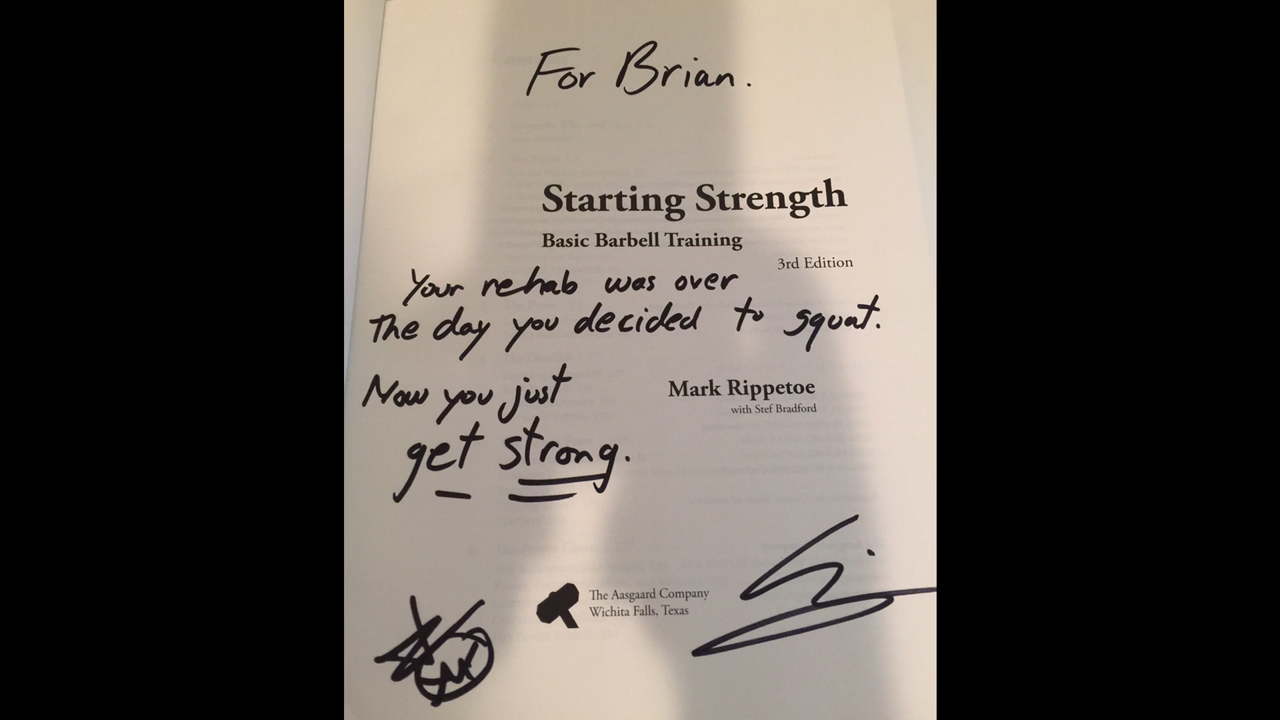 For Brian.
Starting Strength
Basic Barbell Training
3rd Edition
Your rehab was over
The day you decided to squat.
Now you just
Mark Rippetoe
with Stef Bradford
get strong.
The Aasgaard Company
Wichita Falls, Texas